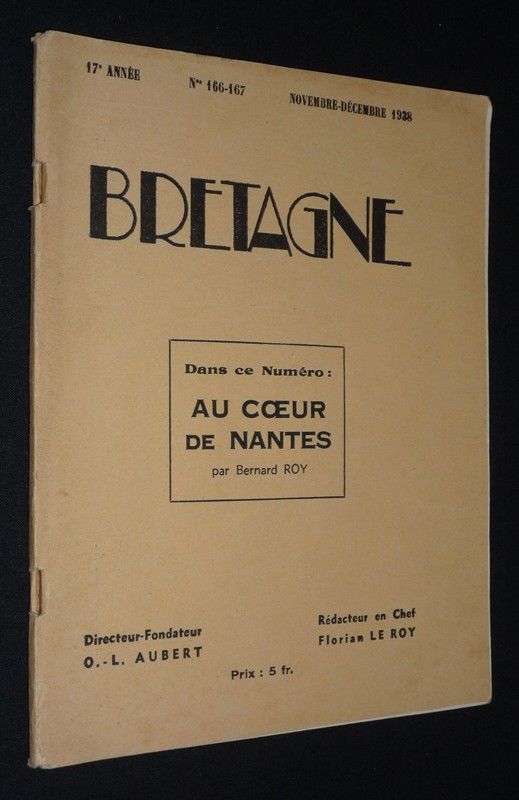 17e ANNÉE Nos 166-167 NOVEMBRE-DÉCEMBRE 1938
BRETAGNE
Dans ce Numéro :
AU CŒUR
DE NANTES
par Bernard ROY
Directeur-Fondateur
O.-L. AUBERT
Rédacteur en Chef
Florian LE ROY
Prix : 5 fr.